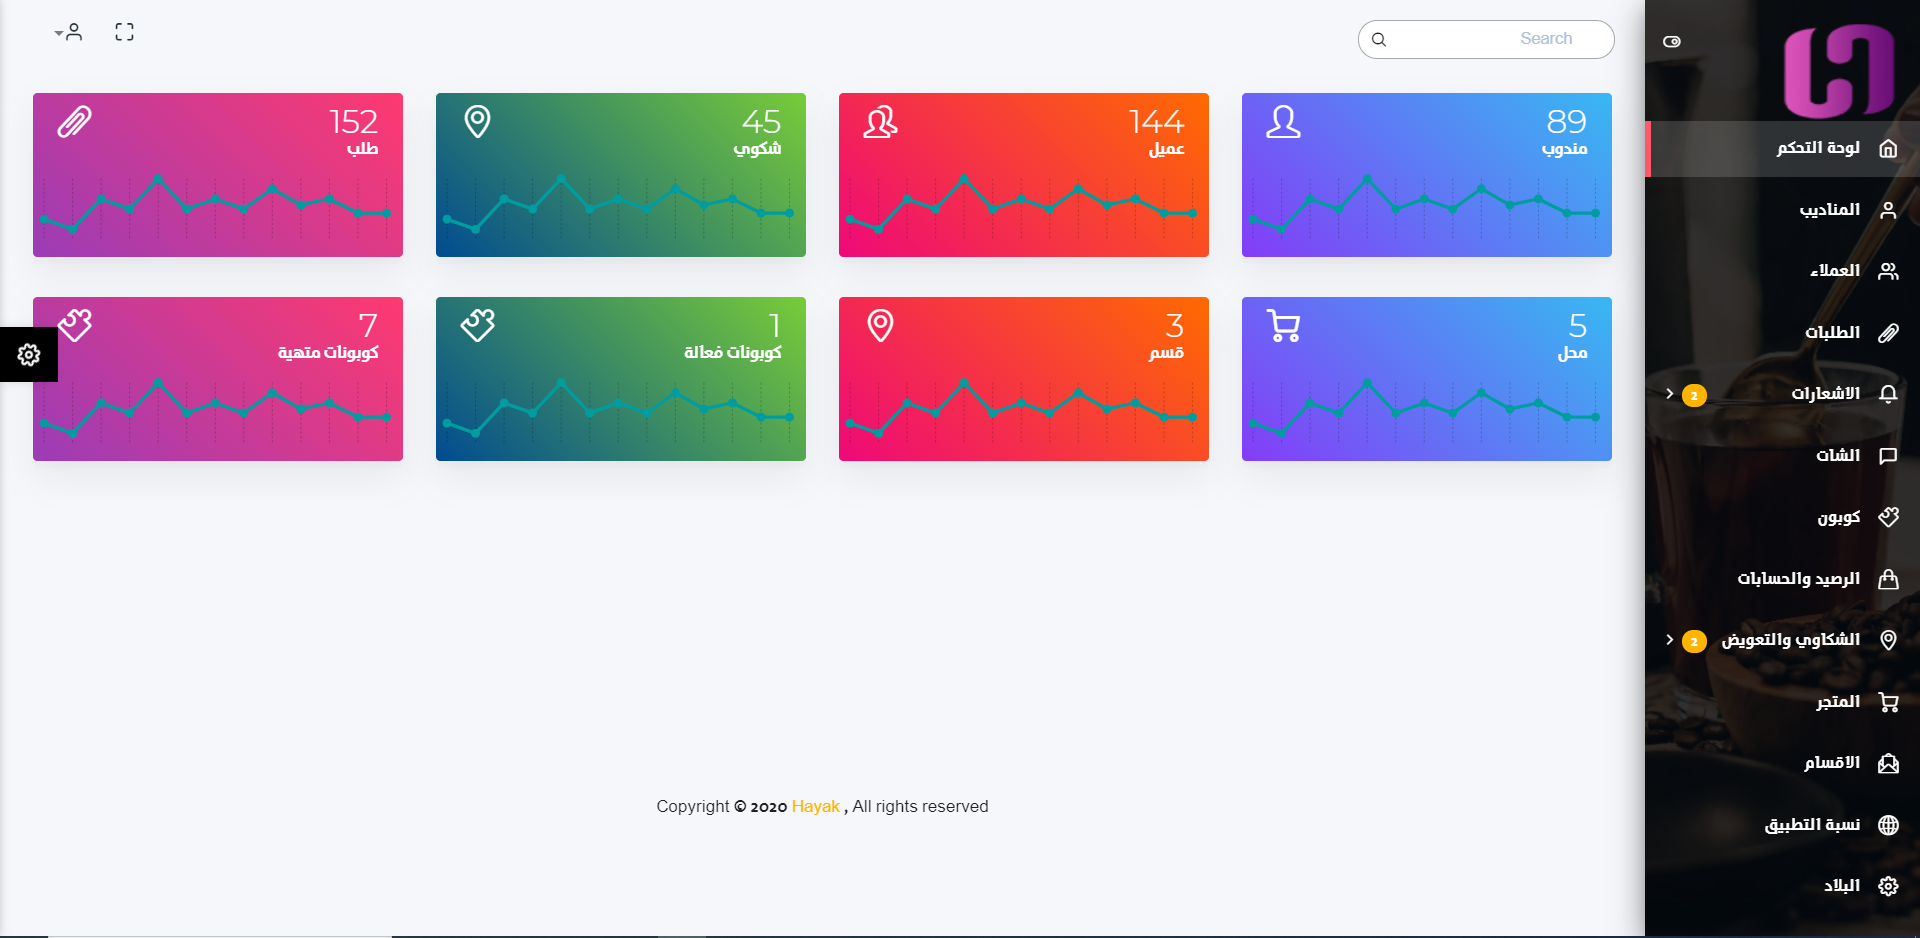 Search
89
مندوب
144
عميل
45
شكوي
152
طلب
5
محل
3
قسم
1
كوبونات فعالة
7
كوبونات متهية
لوحة التحكم
المناديب
العملاء
الطلبات
الاشعارات
2
الشات
كوبون
الرصيد والحسابات
الشكاوي والتعويض
2
المتجر
الاقسام
نسبة التطبيق
البلاد
Copyright © 2020 Hayak , All rights reserved